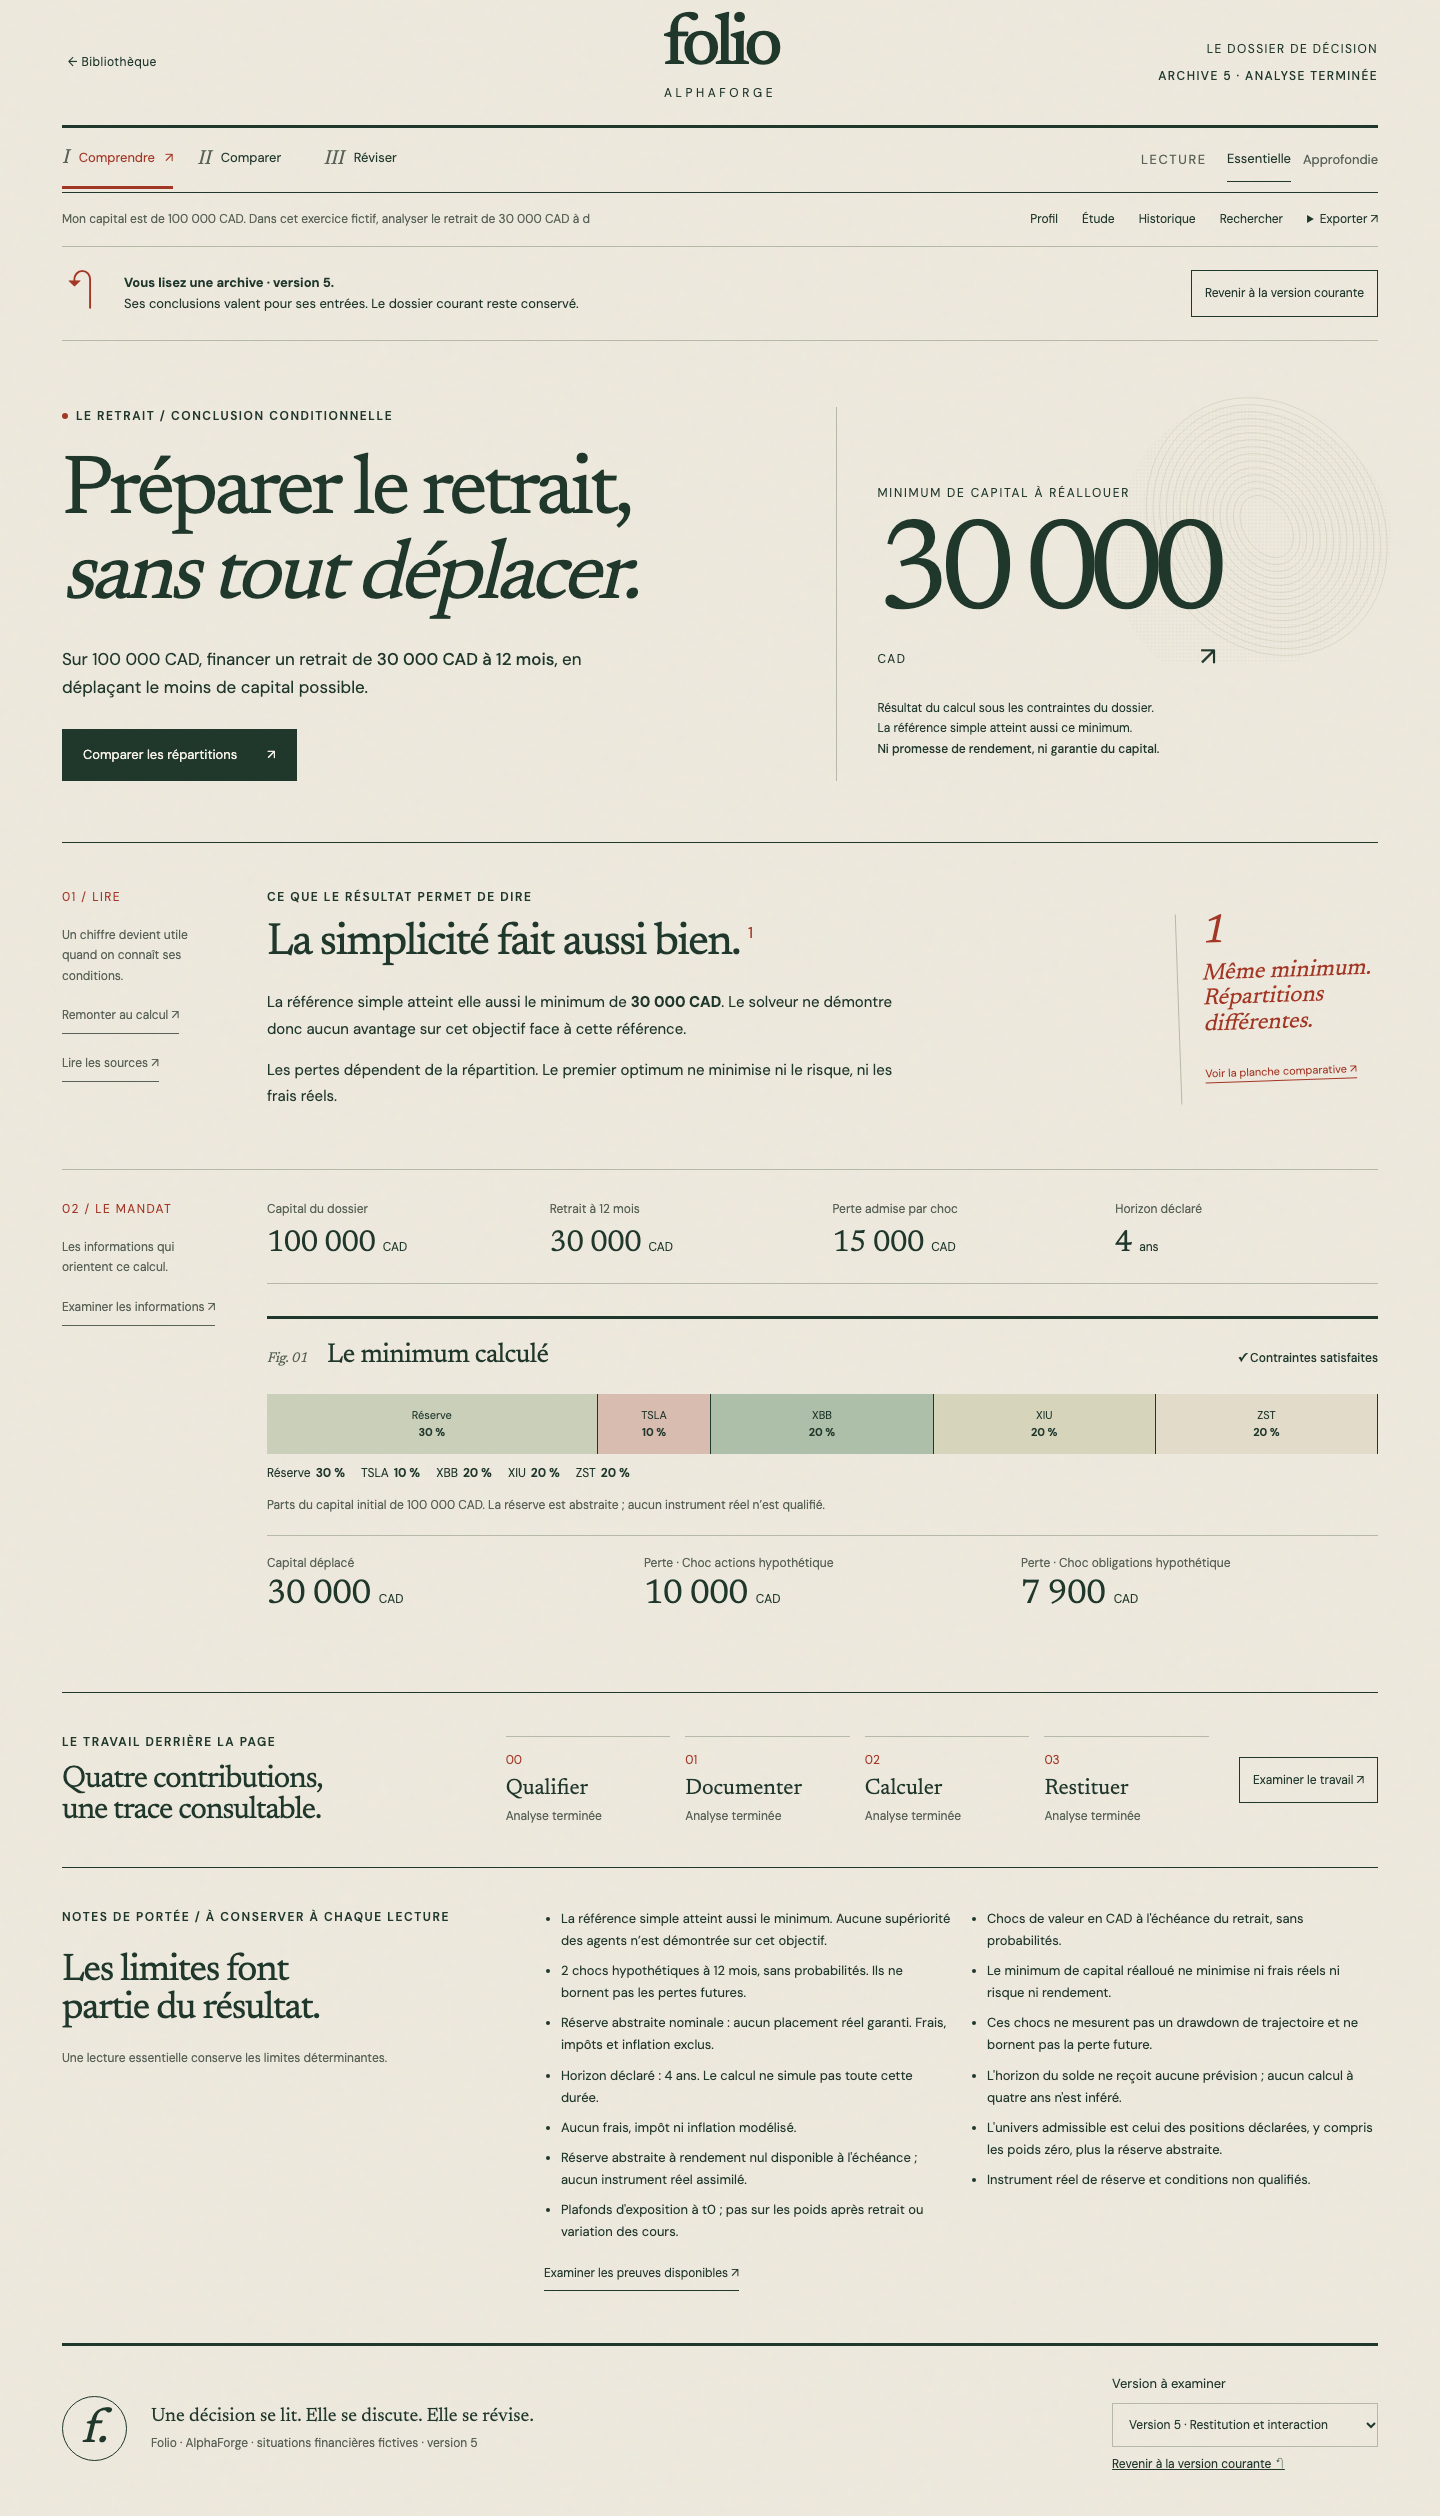 ← Bibliothèque
folio
ALPHAFORGE
LE DOSSIER DE DÉCISION
ARCHIVE 5 · ANALYSE TERMINÉE
I Comprendre ↗
II Comparer
III Réviser
LECTURE Essentielle Approfondie
Mon capital est de 100 000 CAD. Dans cet exercice fictif, analyser le retrait de 30 000 CAD à d
Profil Étude Historique Rechercher ▶ Exporter ↗
Vous lisez une archive · version 5.
Ses conclusions valent pour ses entrées. Le dossier courant reste conservé.
Revenir à la version courante
LE RETRAIT / CONCLUSION CONDITIONNELLE
Préparer le retrait,
sans tout déplacer.
Sur 100 000 CAD, financer un retrait de 30 000 CAD à 12 mois, en
déplaçant le moins de capital possible.
Comparer les répartitions ↗
MINIMUM DE CAPITAL À RÉALLOUER
30 000
CAD ↗
Résultat du calcul sous les contraintes du dossier.
La référence simple atteint aussi ce minimum.
Ni promesse de rendement, ni garantie du capital.
01 / LIRE
Un chiffre devient utile
quand on connaît ses
conditions.
Remonter au calcul ↗
Lire les sources ↗
CE QUE LE RÉSULTAT PERMET DE DIRE
La simplicité fait aussi bien. 1
La référence simple atteint elle aussi le minimum de 30 000 CAD. Le solveur ne démontre
donc aucun avantage sur cet objectif face à cette référence.
Les pertes dépendent de la répartition. Le premier optimum ne minimise ni le risque, ni les
frais réels.
1
Même minimum.
Répartitions
différentes.
Voir la planche comparative ↗
02 / LE MANDAT
Les informations qui
orientent ce calcul.
Examiner les informations ↗
Capital du dossier
100 000 CAD
Retrait à 12 mois
30 000 CAD
Perte admise par choc
15 000 CAD
Horizon déclaré
4 ans
Fig. 01 Le minimum calculé
✓ Contraintes satisfaites
Réserve
30 %
TSLA
10 %
XBB
20 %
XIU
20 %
ZST
20 %
Réserve 30 % TSLA 10 % XBB 20 % XIU 20 % ZST 20 %
Parts du capital initial de 100 000 CAD. La réserve est abstraite ; aucun instrument réel n’est qualifié.
Capital déplacé
30 000 CAD
Perte · Choc actions hypothétique
10 000 CAD
Perte · Choc obligations hypothétique
7 900 CAD
LE TRAVAIL DERRIÈRE LA PAGE
Quatre contributions,
une trace consultable.
00
Qualifier
Analyse terminée
01
Documenter
Analyse terminée
02
Calculer
Analyse terminée
03
Restituer
Analyse terminée
Examiner le travail ↗
NOTES DE PORTÉE / À CONSERVER À CHAQUE LECTURE
Les limites font
partie du résultat.
Une lecture essentielle conserve les limites déterminantes.
• La référence simple atteint aussi le minimum. Aucune supériorité
des agents n’est démontrée sur cet objectif.
• 2 chocs hypothétiques à 12 mois, sans probabilités. Ils ne
bornent pas les pertes futures.
• Réserve abstraite nominale : aucun placement réel garanti. Frais,
impôts et inflation exclus.
• Horizon déclaré : 4 ans. Le calcul ne simule pas toute cette
durée.
• Aucun frais, impôt ni inflation modélisé.
• Réserve abstraite à rendement nul disponible à l'échéance ;
aucun instrument réel assimilé.
• Plafonds d'exposition à t0 ; pas sur les poids après retrait ou
variation des cours.
• Chocs de valeur en CAD à l'échéance du retrait, sans
probabilités.
• Le minimum de capital réalloué ne minimise ni frais réels ni
risque ni rendement.
• Ces chocs ne mesurent pas un drawdown de trajectoire et ne
bornent pas la perte future.
• L'horizon du solde ne reçoit aucune prévision ; aucun calcul à
quatre ans n'est inféré.
• L'univers admissible est celui des positions déclarées, y compris
les poids zéro, plus la réserve abstraite.
• Instrument réel de réserve et conditions non qualifiés.
Examiner les preuves disponibles ↗
f.
Une décision se lit. Elle se discute. Elle se révise.
Folio · AlphaForge · situations financières fictives · version 5
Version à examiner
Version 5 · Restitution et interaction
Revenir à la version courante